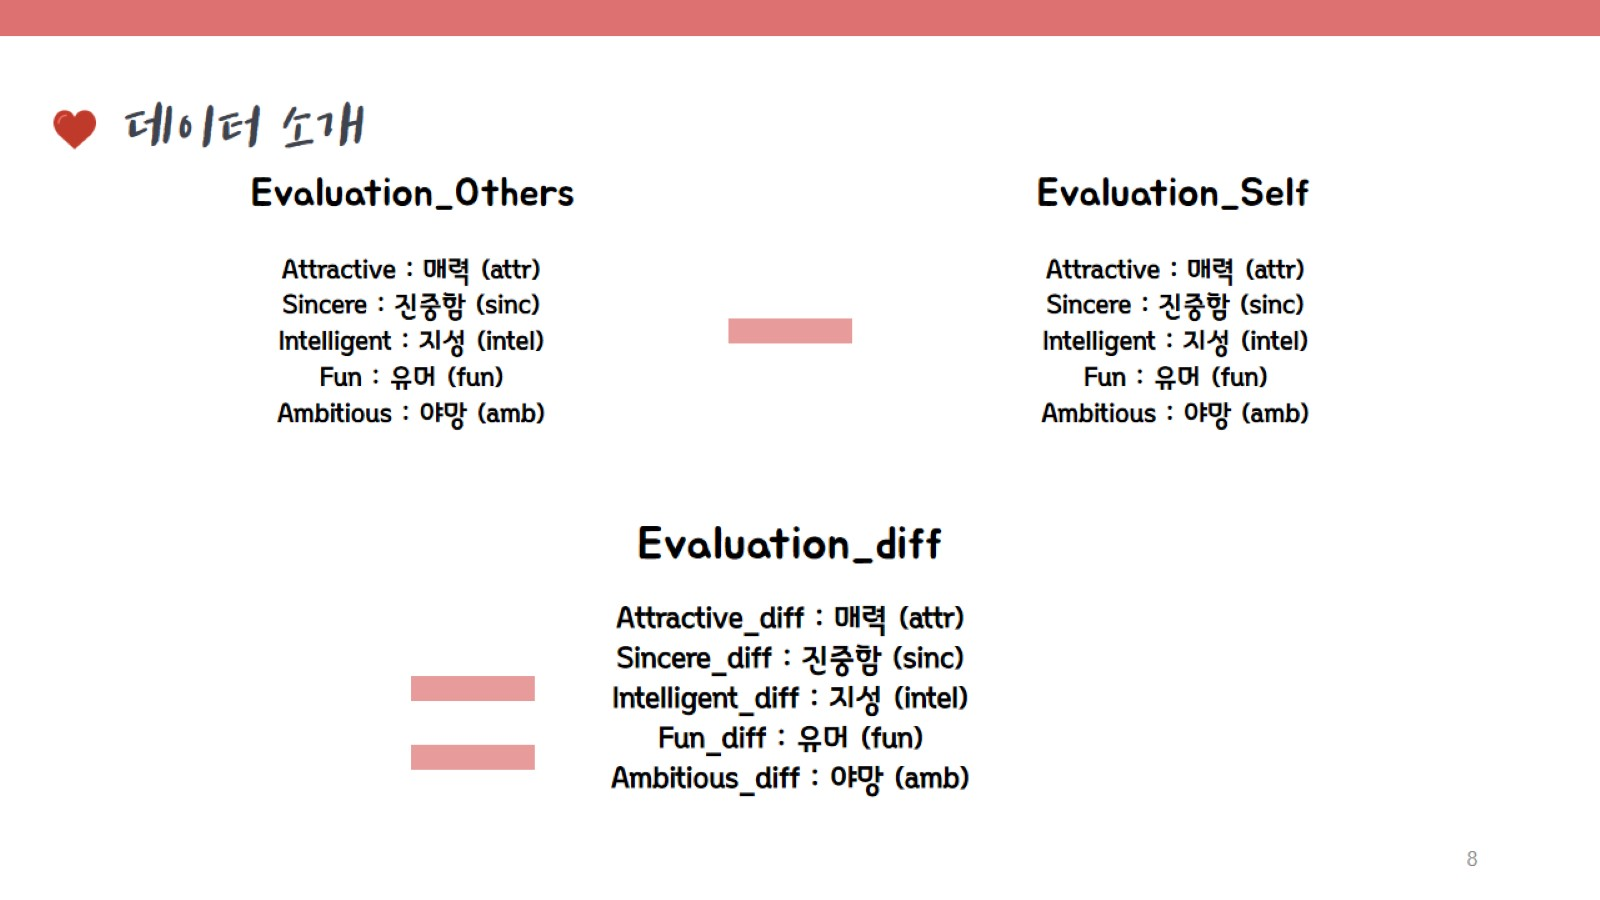 데이터 소개
Evaluation_Others
Attractive : 매력 (attr)
Sincere : 진중함 (sinc)
Intelligent : 지성 (intel)
Fun : 유머 (fun)
Ambitious : 야망 (amb)
Evaluation_Self
Attractive : 매력 (attr)
Sincere : 진중함 (sinc)
Intelligent : 지성 (intel)
Fun : 유머 (fun)
Ambitious : 야망 (amb)
Evaluation_diff
Attractive_diff : 매력 (attr)
Sincere_diff : 진중함 (sinc)
Intelligent_diff : 지성 (intel)
Fun_diff : 유머 (fun)
Ambitious_diff : 야망 (amb)
8